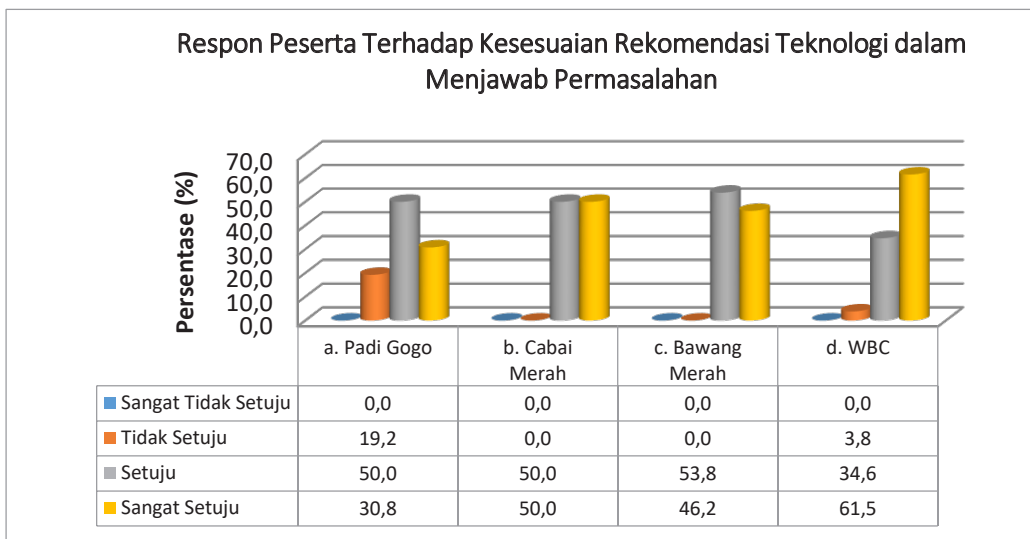 Respon Peserta Terhadap Kesesuaian Rekomendasi Teknologi dalam
Menjawab Permasalahan
Persentase (%)
70,0
60,0
50,0
40,0
30,0
20,0
10,0
0,0
a. Padi Gogo b. Cabai Merah c. Bawang Merah d. WBC
Sangat Tidak Setuju 0,0 0,0 0,0 0,0
Tidak Setuju 19,2 0,0 0,0 3,8
Setuju 50,0 50,0 53,8 34,6
Sangat Setuju 30,8 50,0 46,2 61,5